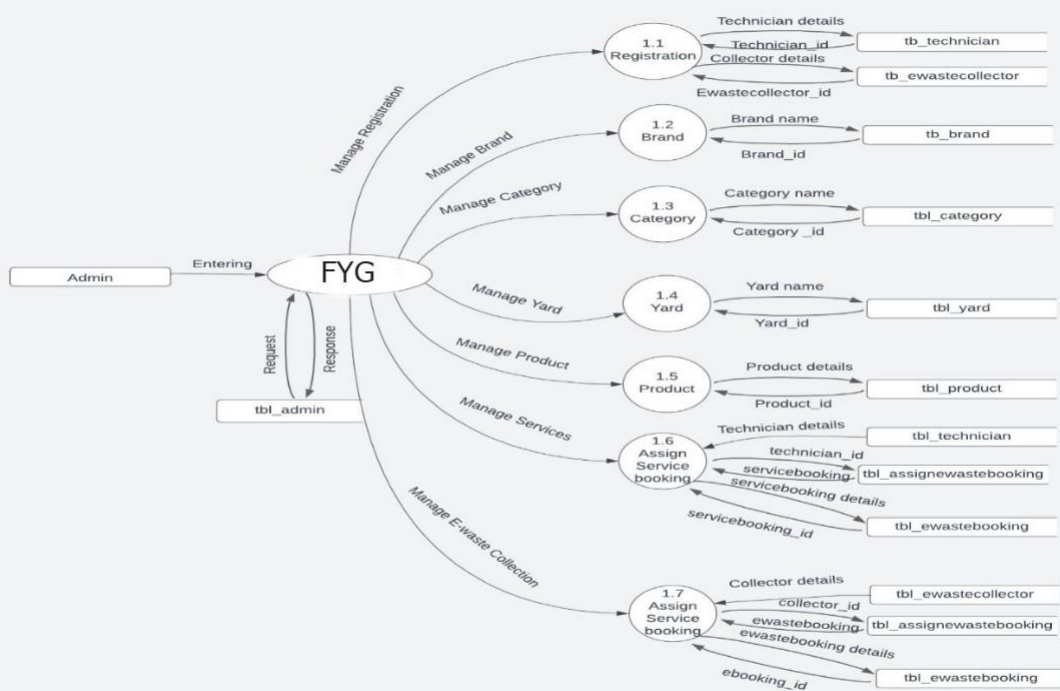 Technician details
1.1
Registration
Technician_id
tb_technician
Collector details
tb_ewastecollector
Ewastecollector_id
Manage Registration
1.2
Brand
Brand name
tb_brand
Brand_id
Manage Brand
1.3
Category
Category name
tbl_category
Category _id
Manage Category
Admin
Entering
FYG
Request
Response
tbl_admin
Manage Yard
1.4
Yard
Yard name
tbl_yard
Yard_id
Manage Product
1.5
Product
Product details
tbl_product
Product_id
Manage Services
1.6
Assign
Service
booking
Technician details
tbl_technician
technician_id
servicebooking
tbl_assignewastebooking
servicebooking details
tbl_ewastebooking
servicebooking_id
Manage E-waste Collection
1.7
Assign
Service
booking
Collector details
tbl_ewastecollector
collector_id
ewastebooking
tbl_assignewastebooking
ewastebooking details
tbl_ewastebooking
ebooking_id